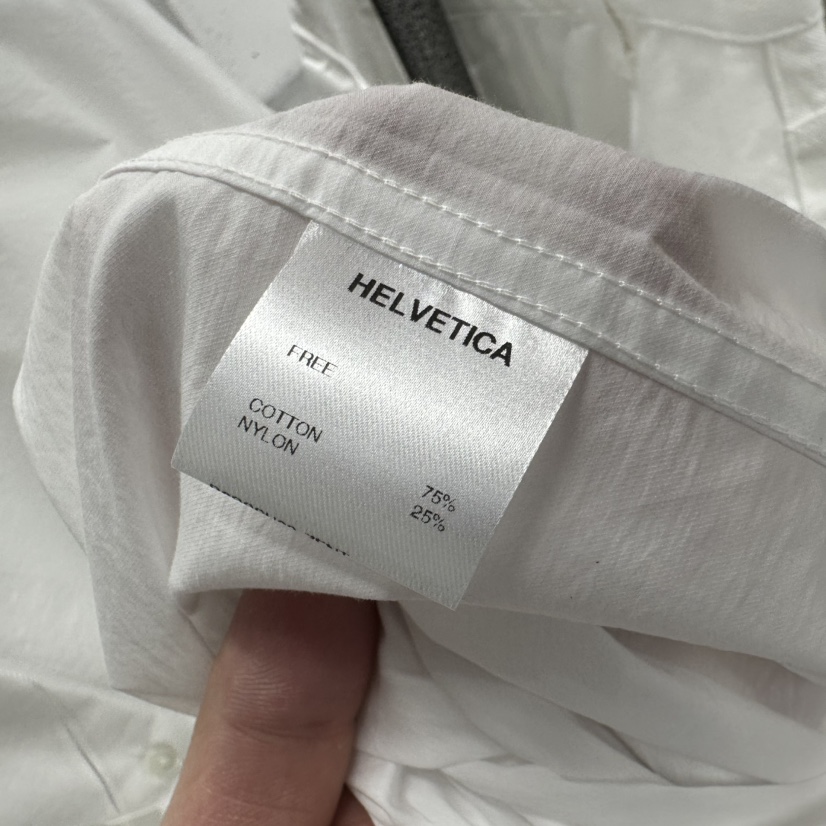 HELVETICA
FREE
COTTON 75%
NYLON 25%